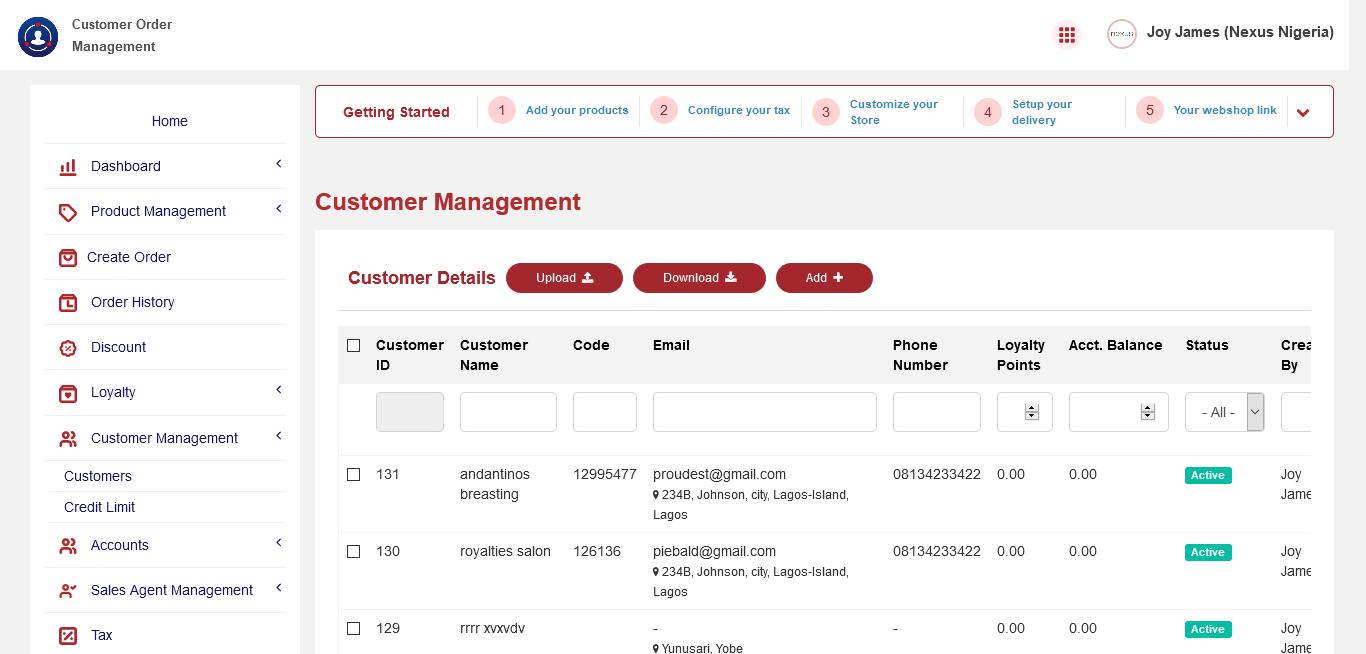 Customer Order
Management
nexus
Joy James (Nexus Nigeria)
Home
Dashboard
Product Management
Create Order
Order History
Discount
Loyalty
Customer Management
Customers
Credit Limit
Accounts
Sales Agent Management
Tax
Getting Started
1 Add your products
2 Configure your tax
3 Customize your
Store
4 Setup your
delivery
5 Your webshop link
Customer Management
Customer Details Upload Download Add
Customer
ID
Customer
Name
Code
Email
Phone
Number
Loyalty
Points
Acct. Balance
Status
Crea
By
- All -
131 andantinos 12995477 proudest@gmail.com 08134233422 0.00 0.00 Active Joy
breasting 234B, Johnson, city, Lagos-Island, Jame
Lagos
130 royalties salon 126136 piebald@gmail.com 08134233422 0.00 0.00 Active Joy
234B, Johnson, city, Lagos-Island, Jame
Lagos
129 rrrr xvxvdv - - 0.00 0.00 Active Joy
Yunusari, Yobe Jame